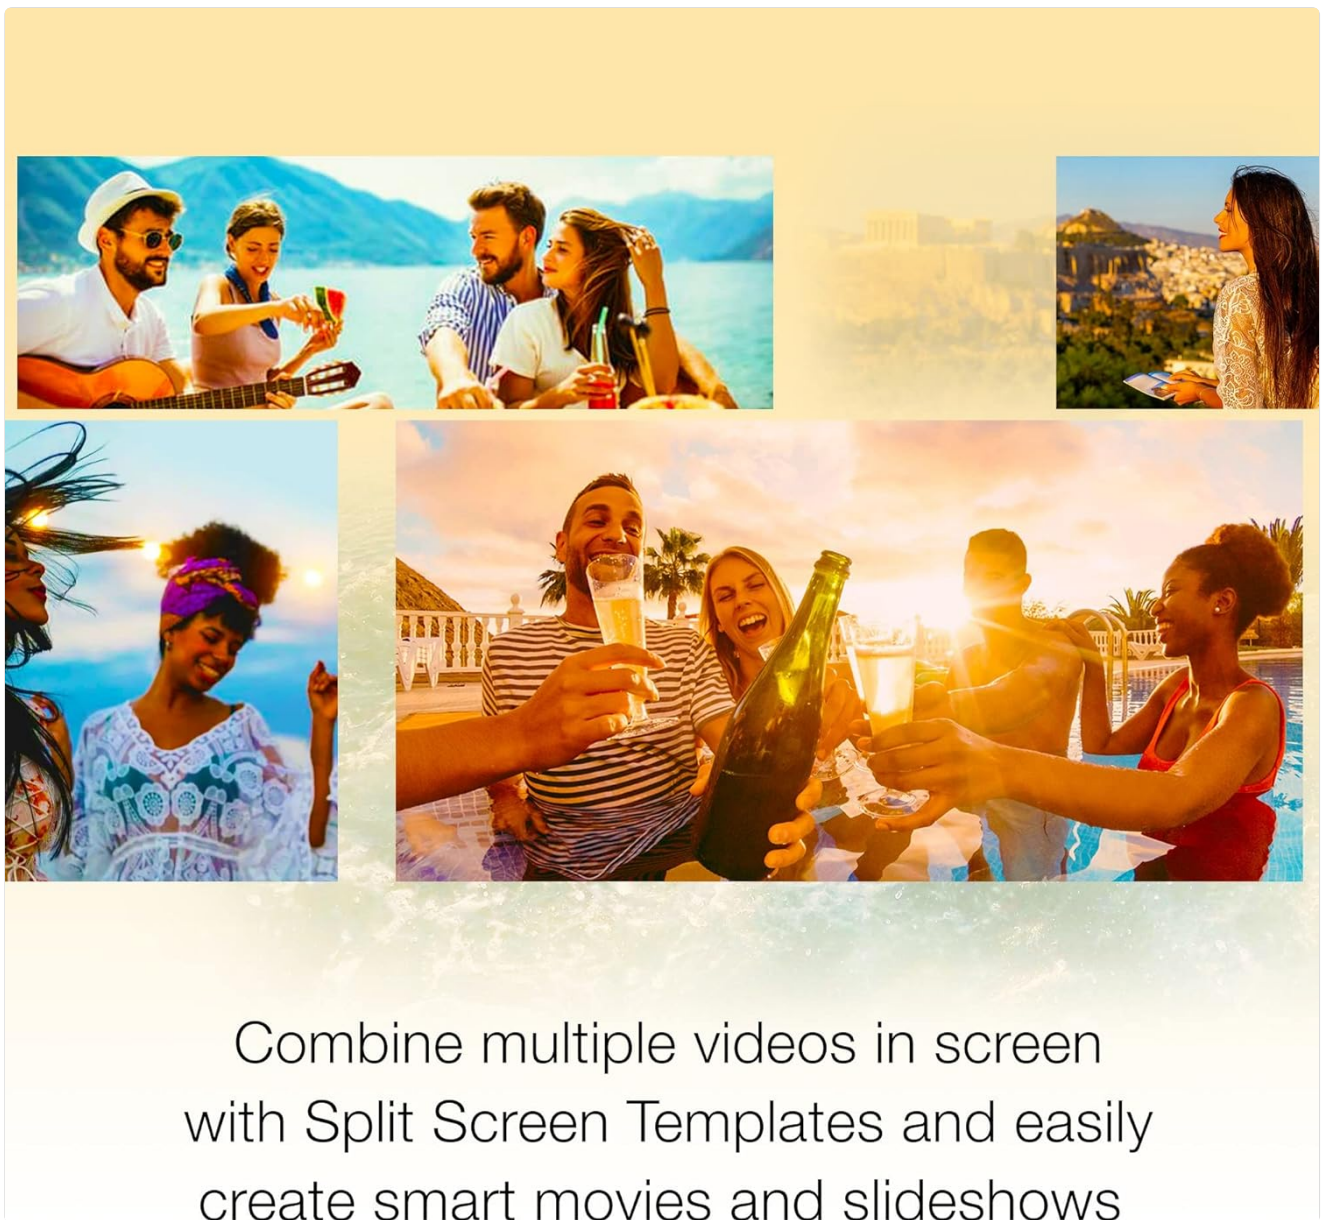 Combine multiple videos in screen
with Split Screen Templates and easily
create smart movies and slideshows